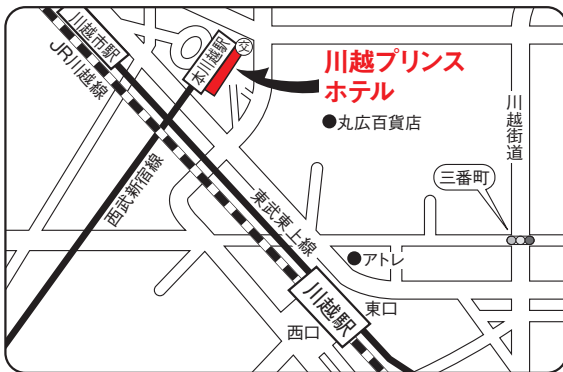 川越市駅
本川越駅
交
川越プリンス
ホテル
JR川越線
●丸広百貨店
川越街道
三番町
西武新宿線
東武東上線
●アトレ
川越駅
東口
西口